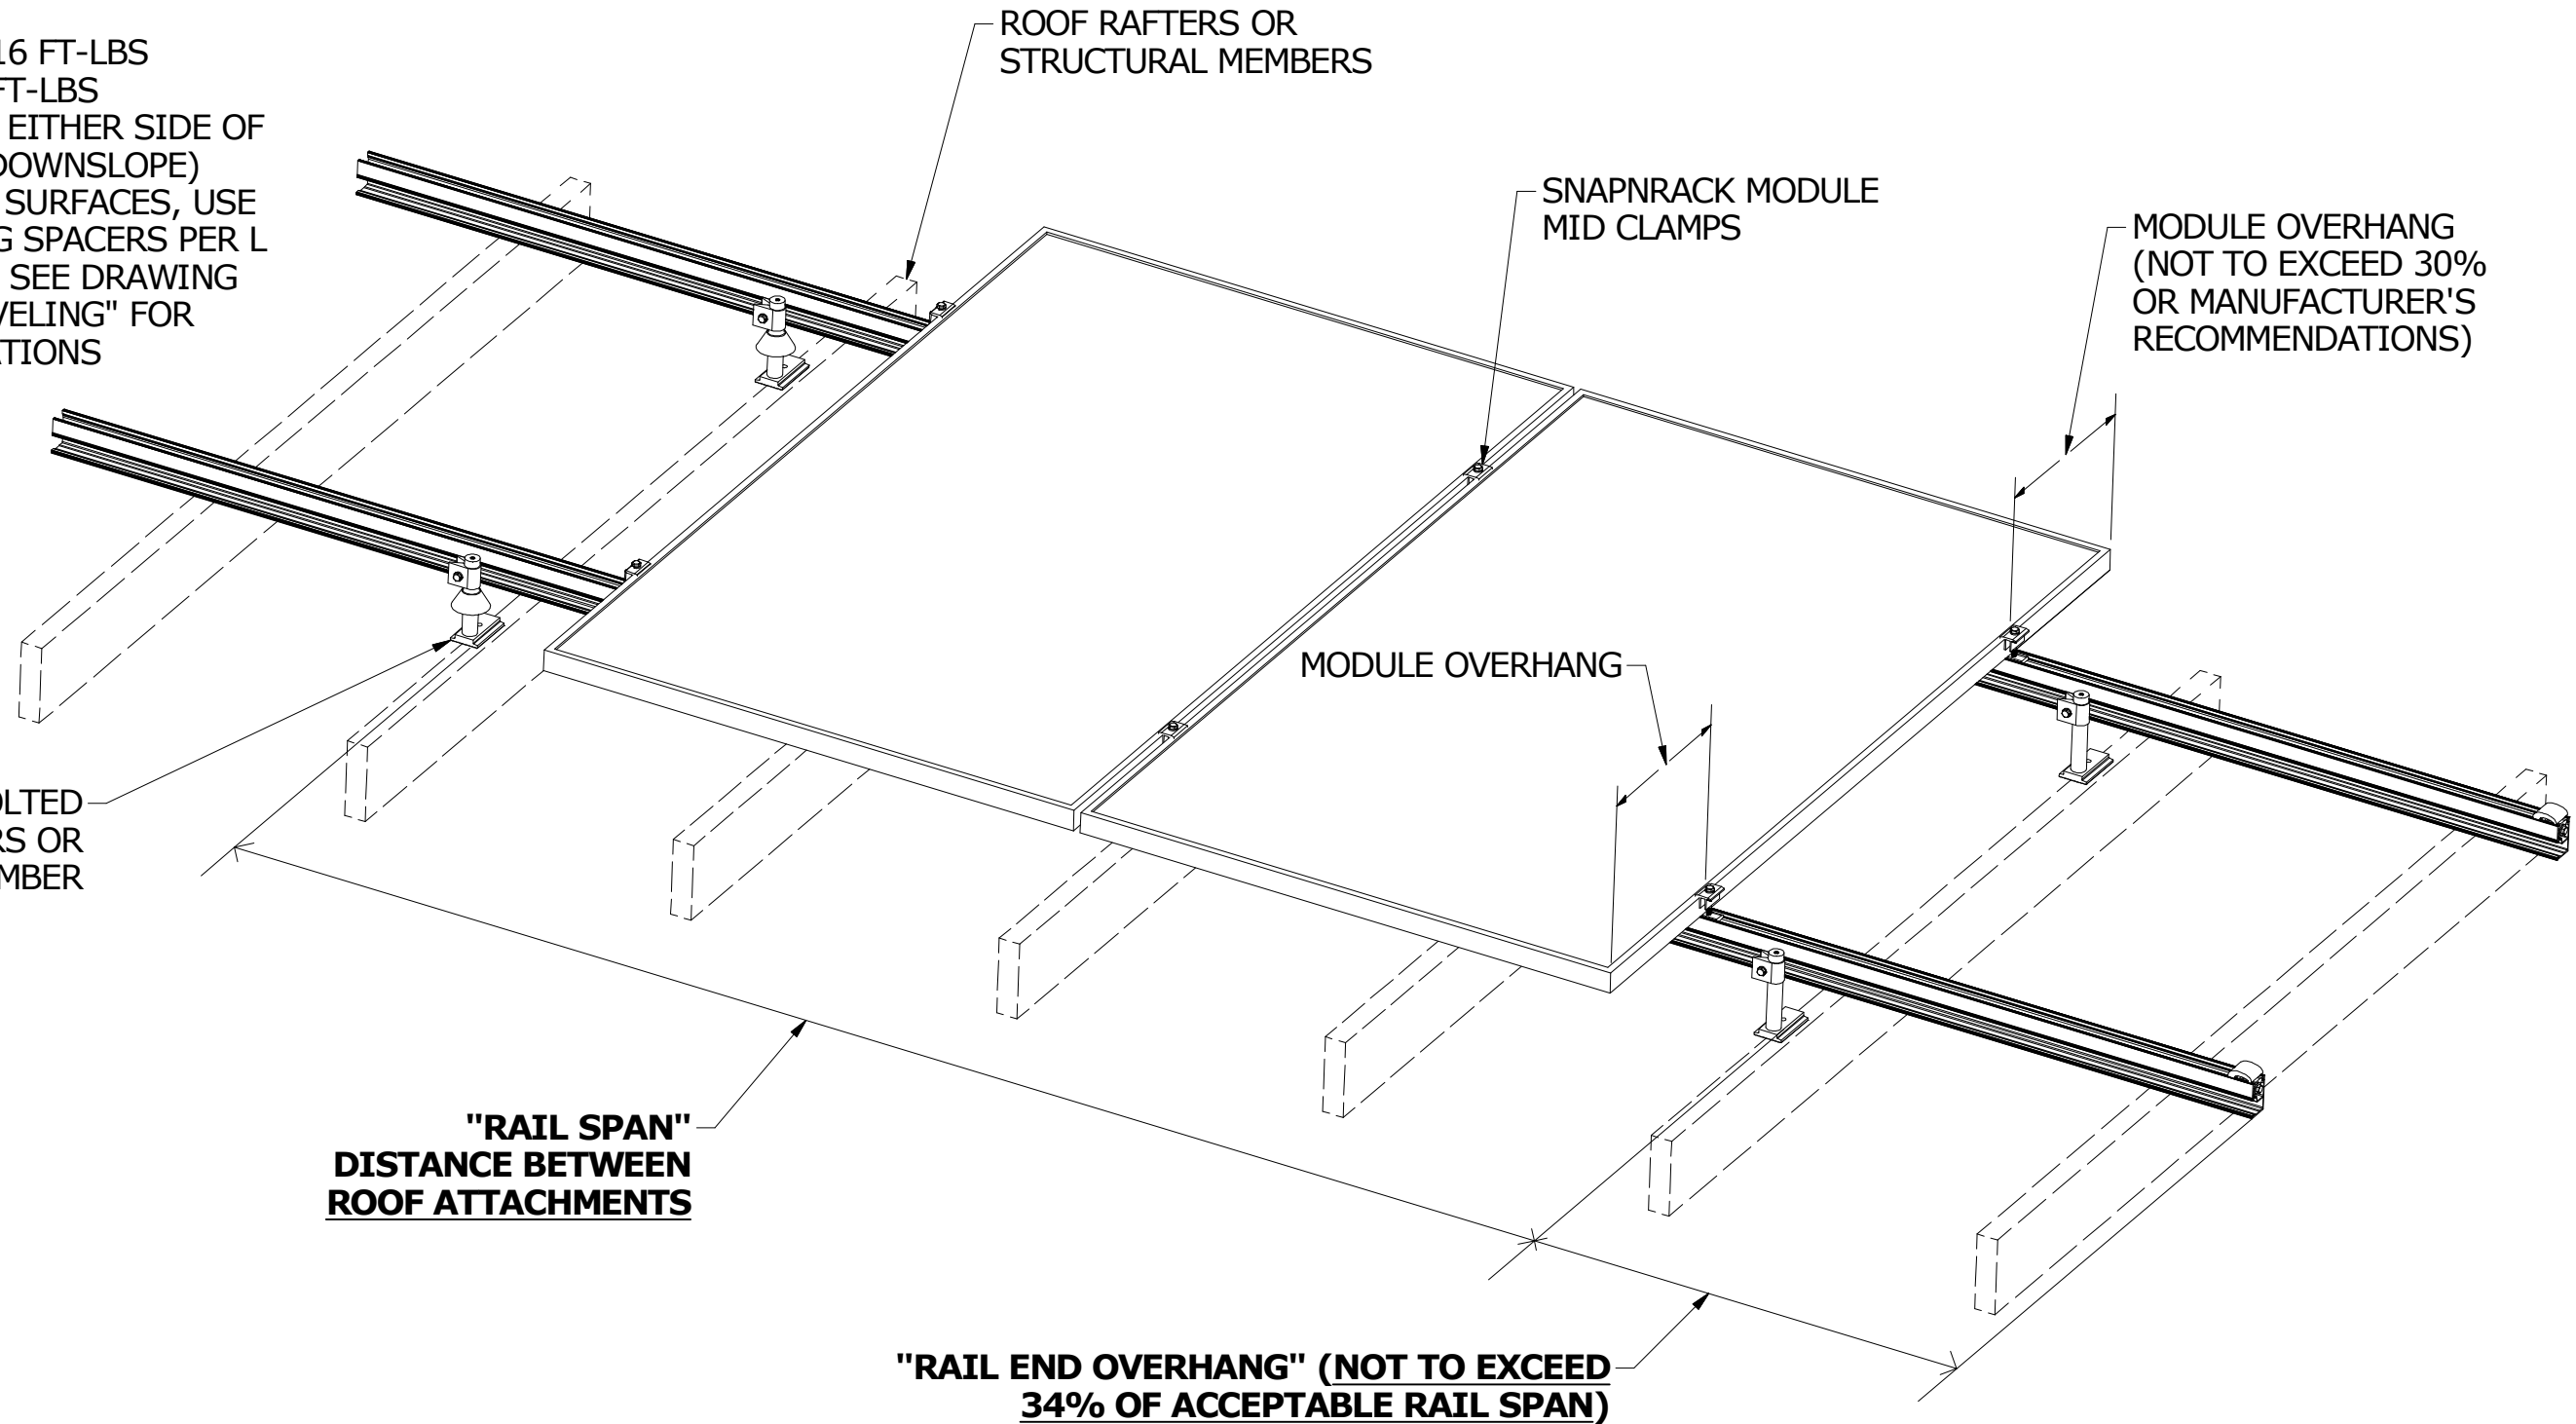 16 FT-LBS
FT-LBS
EITHER SIDE OF
DOWNSLOPE)
SURFACES, USE
G SPACERS PER L
SEE DRAWING
VELING" FOR
ATIONS
ROOF RAFTERS OR
STRUCTURAL MEMBERS
SNAPNRACK MODULE
MID CLAMPS
MODULE OVERHANG
(NOT TO EXCEED 30%
OR MANUFACTURER'S
RECOMMENDATIONS)
MODULE OVERHANG
OLTED
RS OR
MBER
"RAIL SPAN"
DISTANCE BETWEEN
ROOF ATTACHMENTS
"RAIL END OVERHANG" (NOT TO EXCEED
34% OF ACCEPTABLE RAIL SPAN)